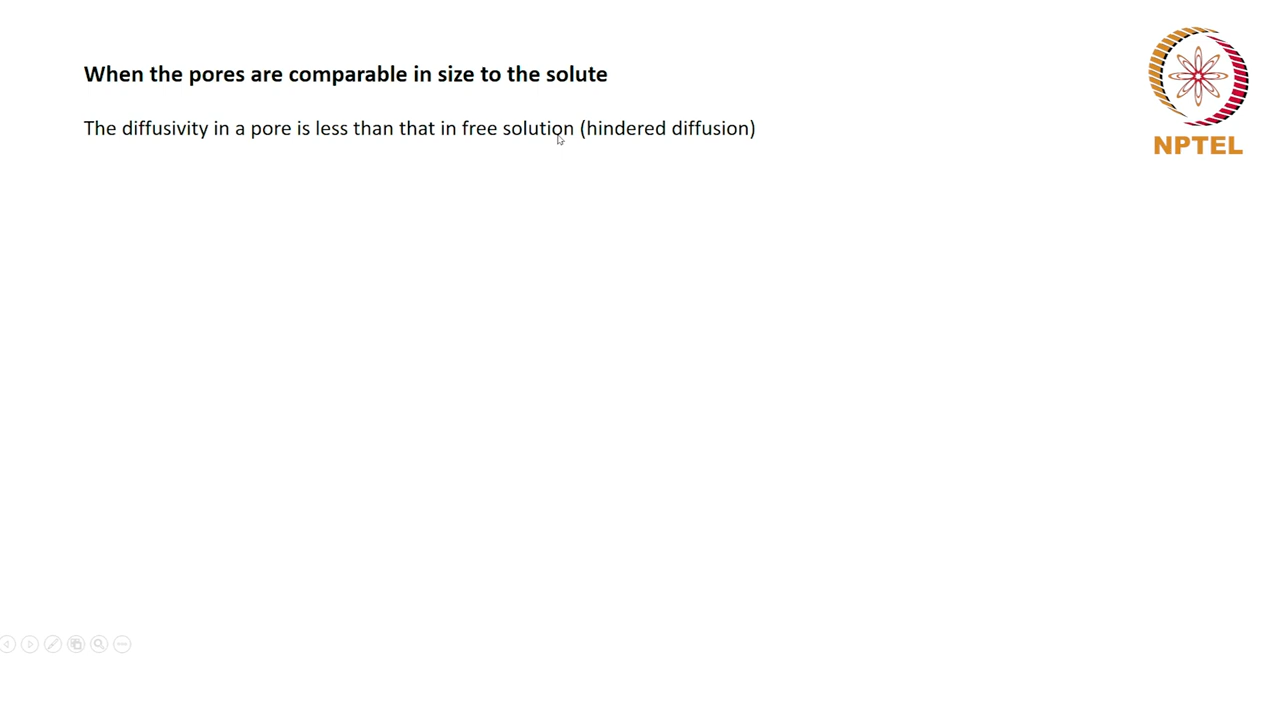 When the pores are comparable in size to the solute
The diffusivity in a pore is less than that in free solution (hindered diffusion)
NPTEL